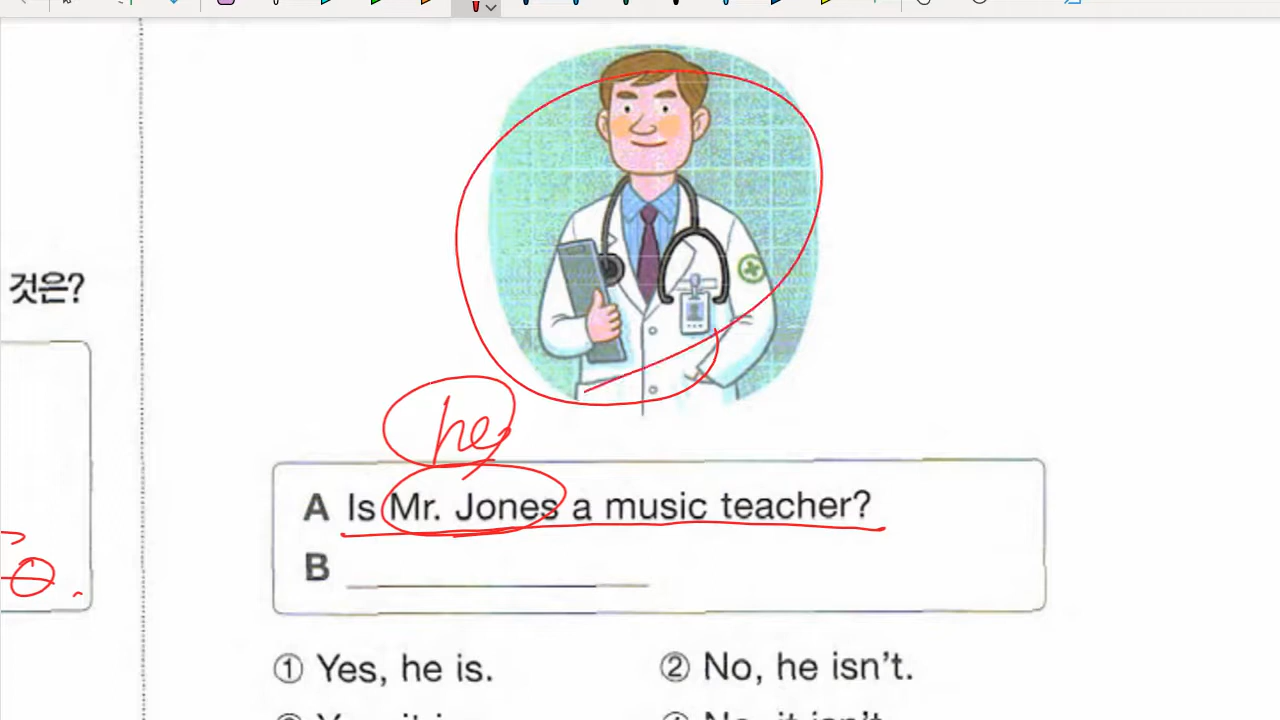 것은?
he
A Is Mr. Jones a music teacher?
B
① Yes, he is.
② No, he isn't.